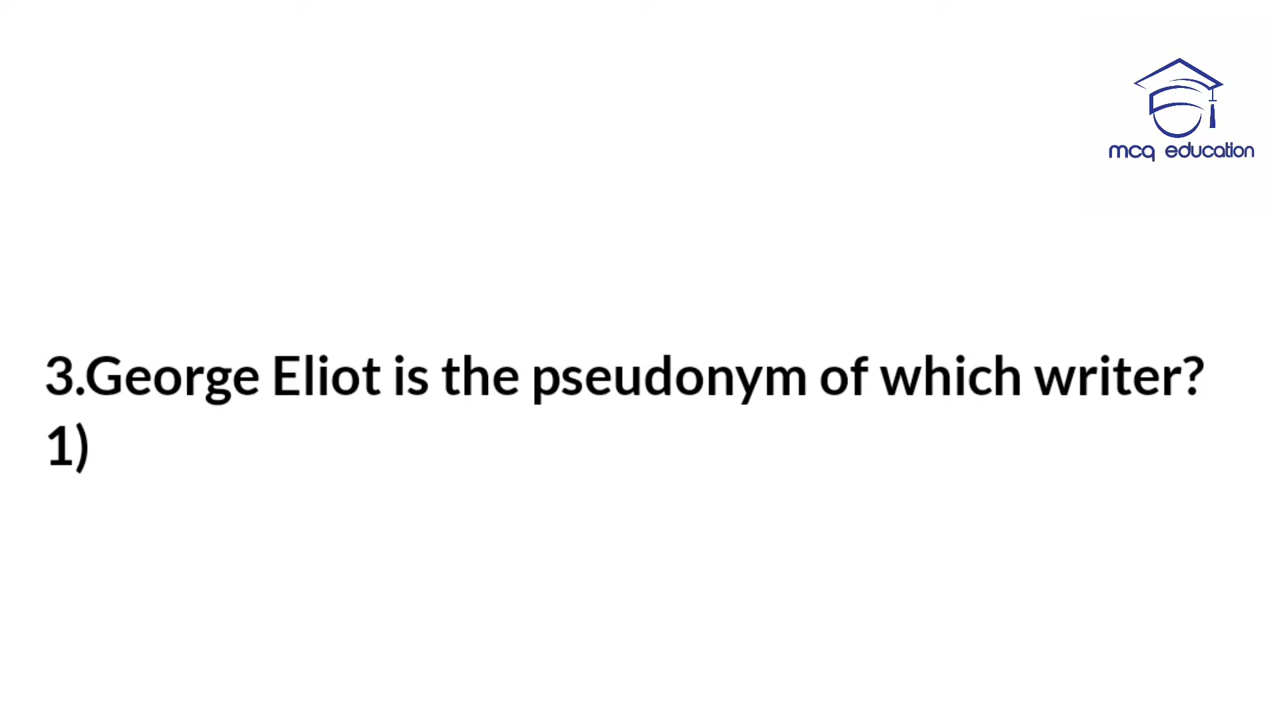 mcq education
3.George Eliot is the pseudonym of which writer?
1)